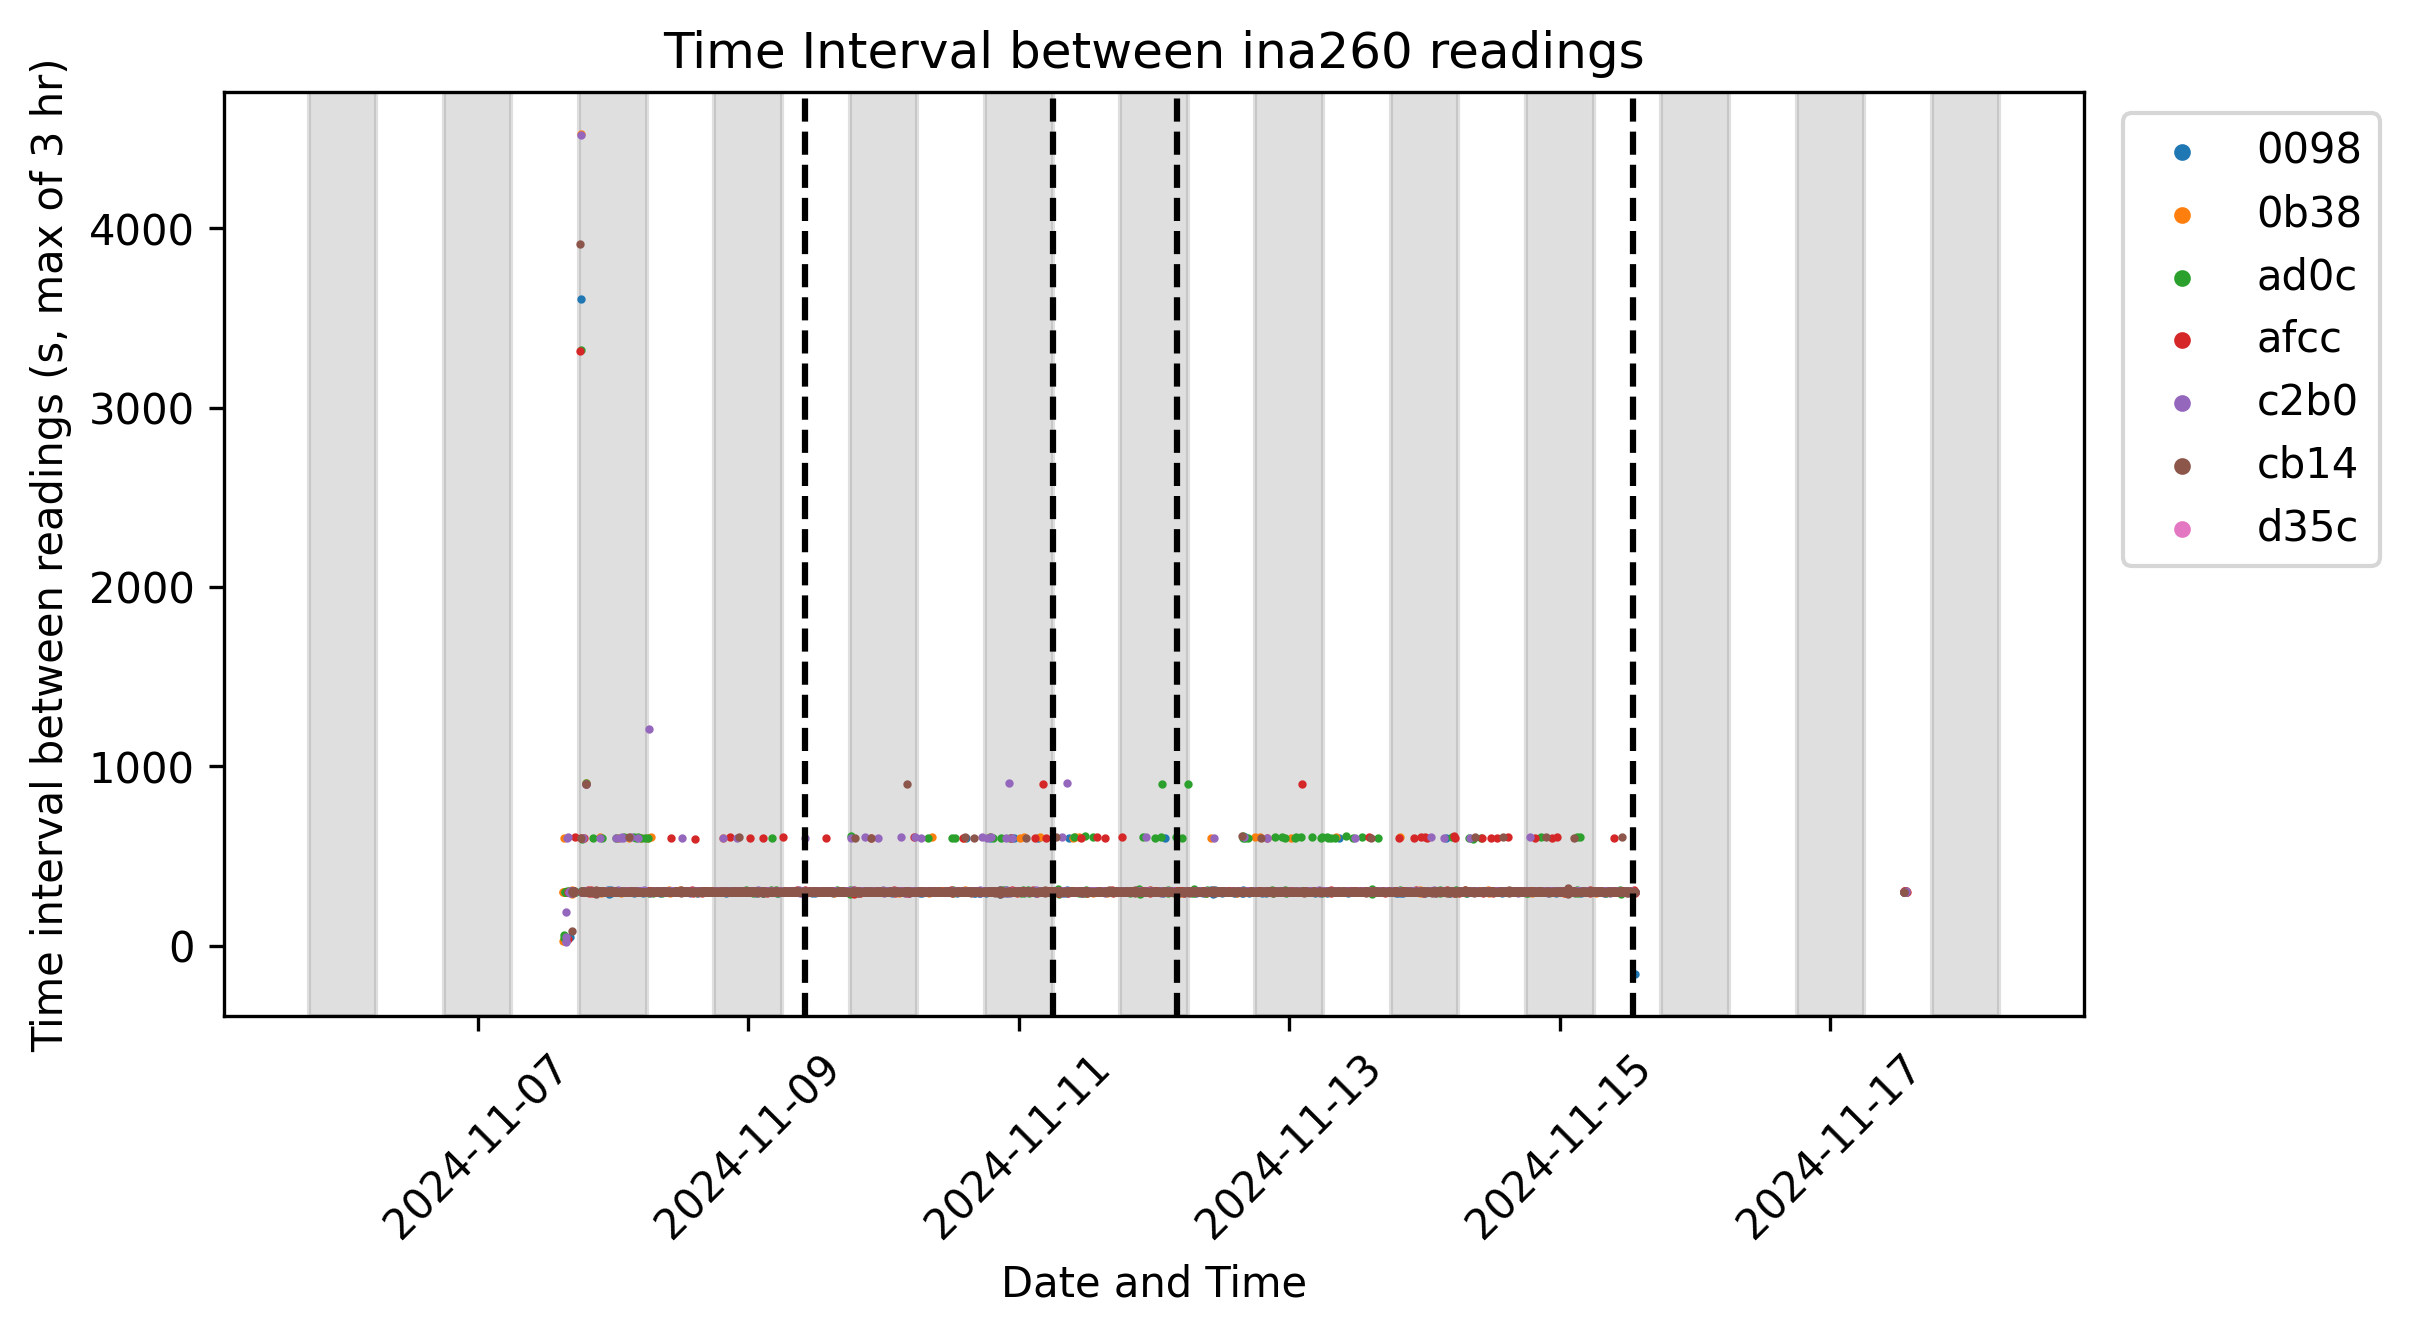 Time Interval between ina260 readings
Time interval between readings (s, max of 3 hr)
4000
3000
2000
1000
0
2024-11-07
2024-11-09
2024-11-11
2024-11-13
2024-11-15
2024-11-17
Date and Time
0098
0b38
ad0c
afcc
c2b0
cb14
d35c